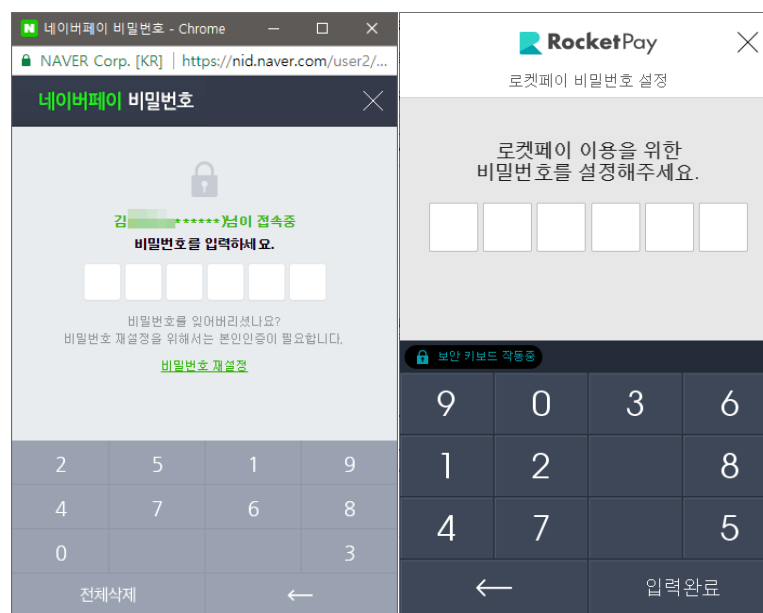 네이버페이 비밀번호 - Chrome
NAVER Corp. [KR] | https://nid.naver.com/user2/...
네이버페이 비밀번호
김 ******)님이 접속중
비밀번호를 입력하세요.
비밀번호를 잊어버리셨나요?
비밀번호 재설정을 위해서는 본인인증이 필요합니다.
비밀번호 재설정
2 5 1 9
4 7 6 8
0 3
전체삭제 ←
RocketPay
로켓페이 비밀번호 설정
로켓페이 이용을 위한
비밀번호를 설정해주세요.
보안 키보드 작동중
9 0 3 6
1 2 8
4 7 5
← 입력완료